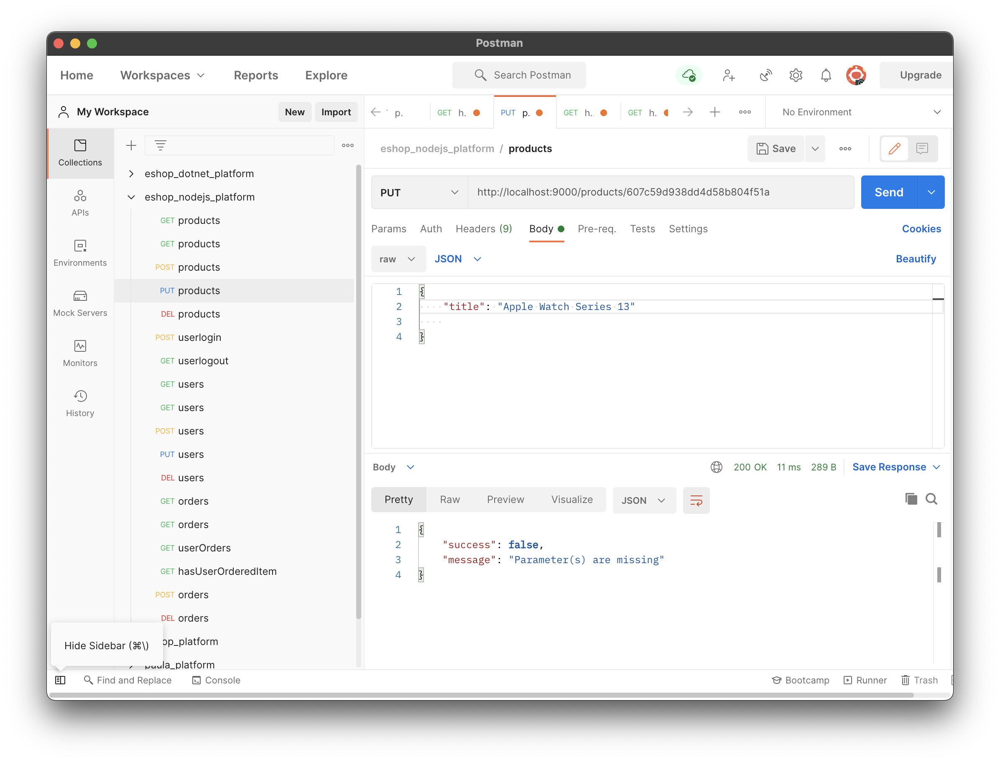 Postman
Home Workspaces Reports Explore Search Postman Upgrade
My Workspace New Import
p. GET h. PUT p. GET h.. GET h. No Environment
Collections
APIs
Environments
Mock Servers
Monitors
History
eshop_dotnet_platform
eshop_nodejs_platform
GET products
GET products
POST products
PUT products
DEL products
POST userlogin
GET userlogout
GET users
GET users
POST users
PUT users
DEL users
GET orders
GET orders
GET userOrders
GET hasUserOrderedItem
POST orders
DEL orders
op_platform
paula_platform
Hide Sidebar (⌘\)
eshop_nodejs_platform / products Save
PUT http://localhost:9000/products/607c59d938dd4d58b804f51a Send
Params Auth Headers (9) Body Pre-req. Tests Settings Cookies
raw JSON Beautify
1 {
2 "title": "Apple Watch Series 13"
3
4 }
Body 200 OK 11 ms 289 B Save Response
Pretty Raw Preview Visualize JSON
1 {
2 "success": false,
3 "message": "Parameter(s) are missing"
4 }
Find and Replace Console Bootcamp Runner Trash